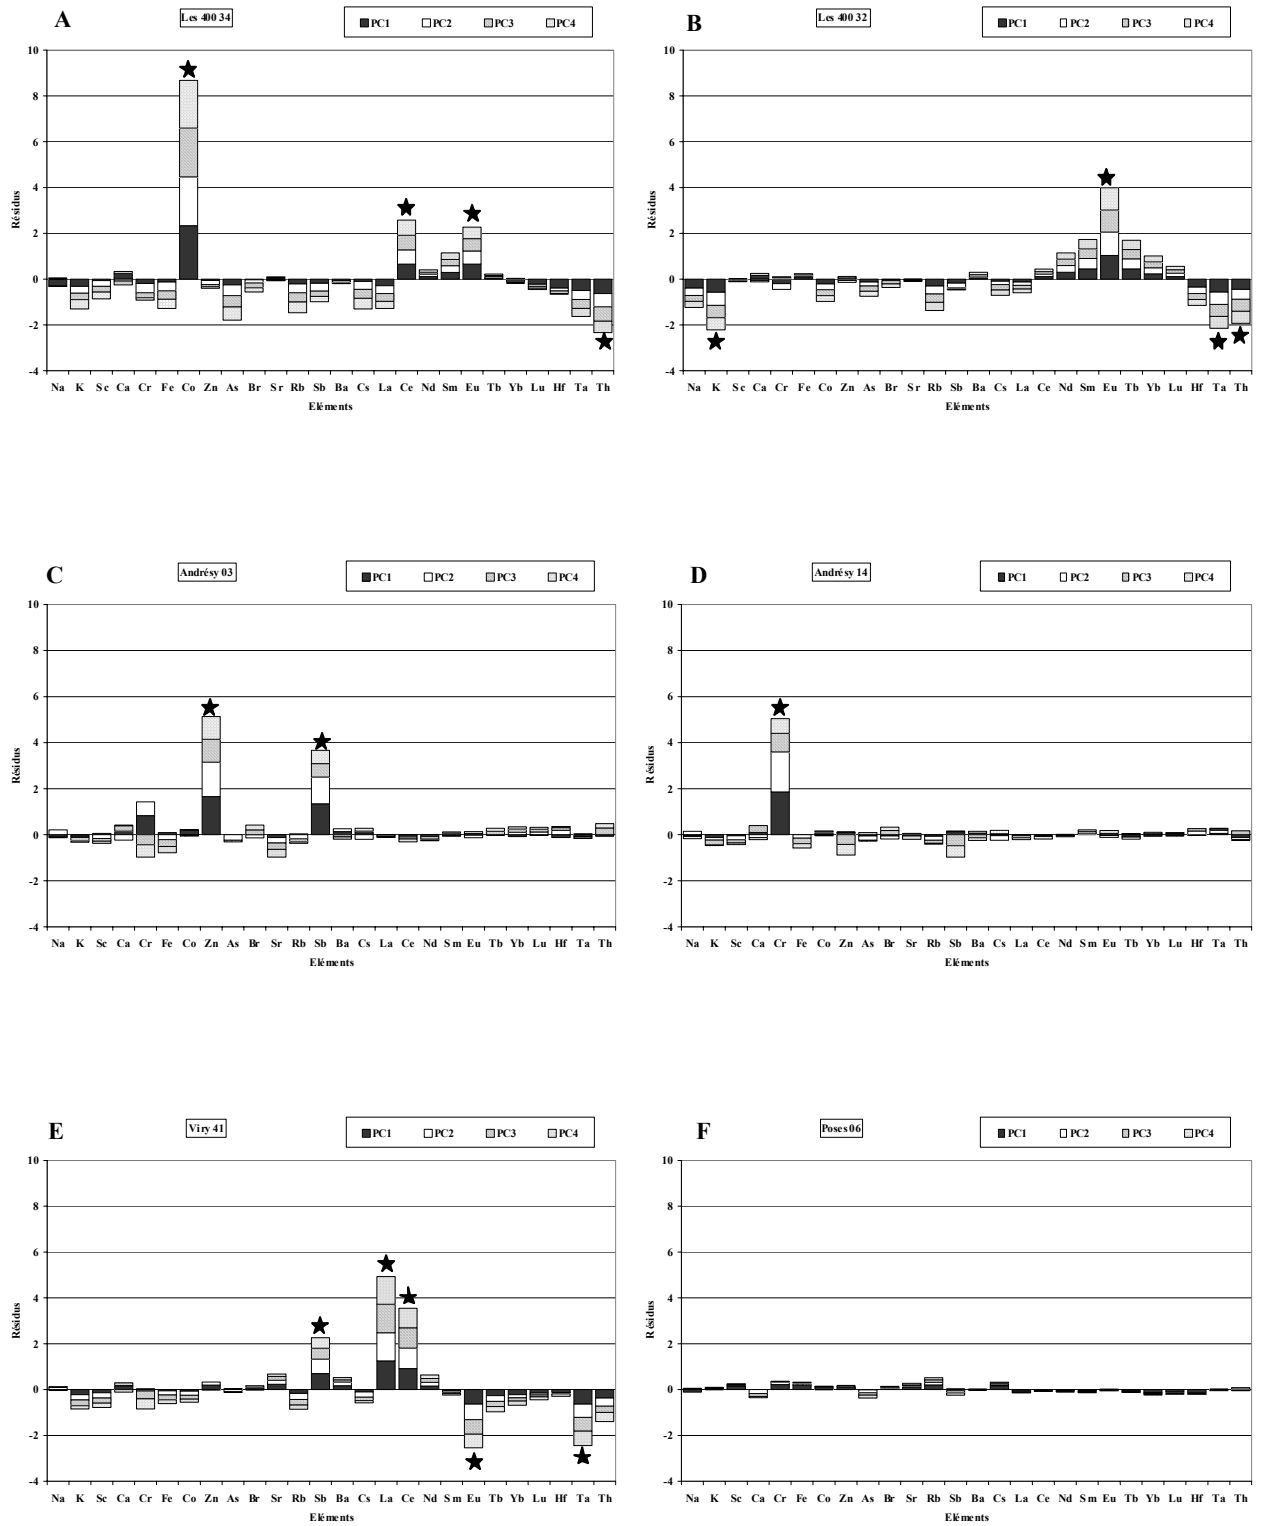 A Les 400 34 PC1 PC2 PC3 PC4
B Les 400 32 PC1 PC2 PC3 PC4
10
8
6
4
2
0
-2
-4
Résidus
Na K Sc Ca Cr Fe Co Zn As Br Sr Rb Sb Ba Cs La Ce Nd Sm Eu Tb Yb Lu Hf Ta Th
Eléments
10
8
6
4
2
0
-2
-4
Résidus
Na K Sc Ca Cr Fe Co Zn As Br Sr Rb Sb Ba Cs La Ce Nd Sm Eu Tb Yb Lu Hf Ta Th
Eléments
C Andrésy 03 PC1 PC2 PC3 PC4
D Andrésy 14 PC1 PC2 PC3 PC4
10
8
6
4
2
0
-2
-4
Résidus
Na K Sc Ca Cr Fe Co Zn As Br Sr Rb Sb Ba Cs La Ce Nd Sm Eu Tb Yb Lu Hf Ta Th
Eléments
10
8
6
4
2
0
-2
-4
Résidus
Na K Sc Ca Cr Fe Co Zn As Br Sr Rb Sb Ba Cs La Ce Nd Sm Eu Tb Yb Lu Hf Ta Th
Eléments
E Viry 41 PC1 PC2 PC3 PC4
F Poses 06 PC1 PC2 PC3 PC4
10
8
6
4
2
0
-2
-4
Résidus
Na K Sc Ca Cr Fe Co Zn As Br Sr Rb Sb Ba Cs La Ce Nd Sm Eu Tb Yb Lu Hf Ta Th
Eléments
10
8
6
4
2
0
-2
-4
Résidus
Na K Sc Ca Cr Fe Co Zn As Br Sr Rb Sb Ba Cs La Ce Nd Sm Eu Tb Yb Lu Hf Ta Th
Eléments